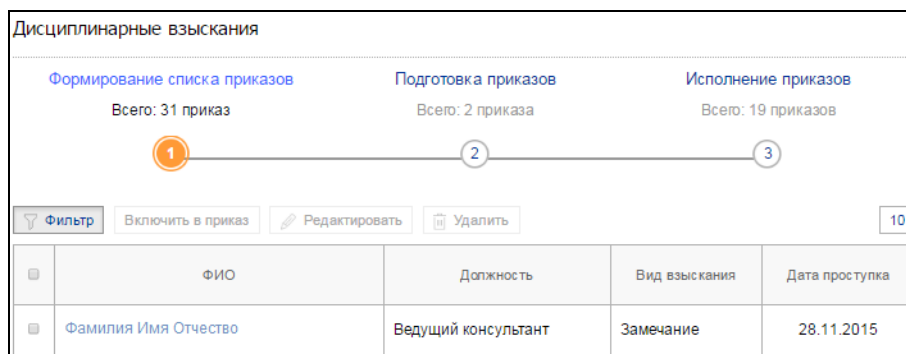 Дисциплинарные взыскания
Формирование списка приказов Подготовка приказов Исполнение приказов
Всего: 31 приказ Всего: 2 приказа Всего: 19 приказов
1 2 3
Фильтр Включить в приказ Редактировать Удалить 10
ФИО Должность Вид взыскания Дата проступка
Фамилия Имя Отчество Ведущий консультант Замечание 28.11.2015